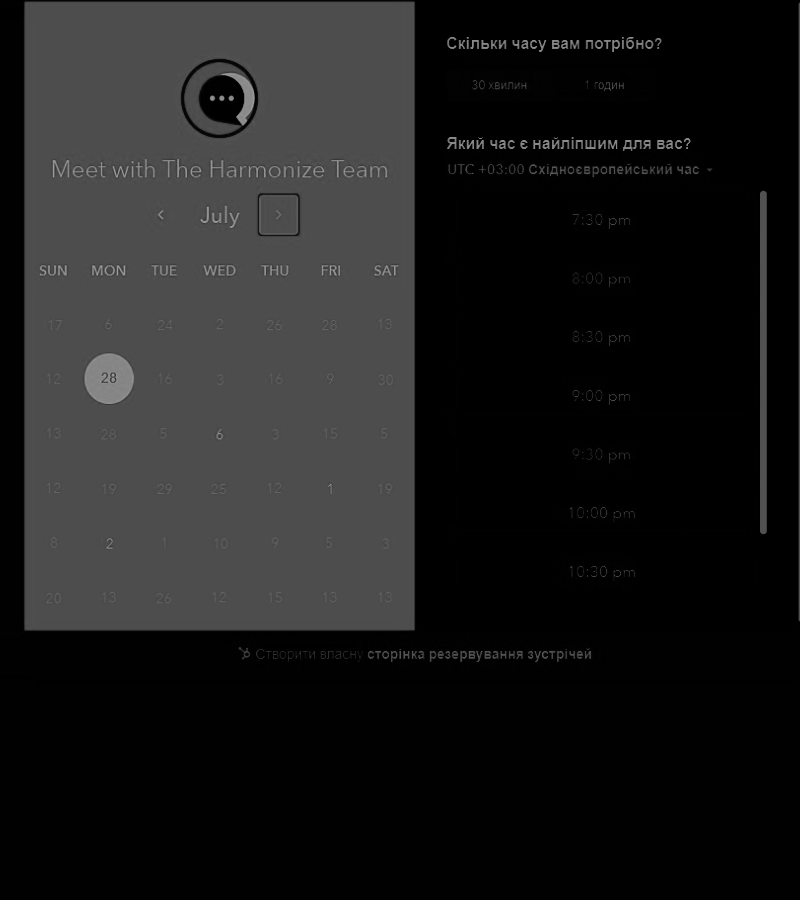 Meet with The Harmonize Team
July
SUN MON TUE WED THU FRI SAT
17 6 24 2 26 28 13
12 28 16 3 16 9 30
13 28 5 6 3 15 5
12 19 29 25 12 1 19
8 2 1 10 9 5 3
20 13 26 12 15 13 13
Скільки часу вам потрібно?
30 хвилин 1 годин
Який час є найліпшим для вас?
UTC +03:00 Східноєвропейський час
7:30 pm
8:00 pm
8:30 pm
9:00 pm
9:30 pm
10:00 pm
10:30 pm
Створити власну сторінка резервування зустрічей